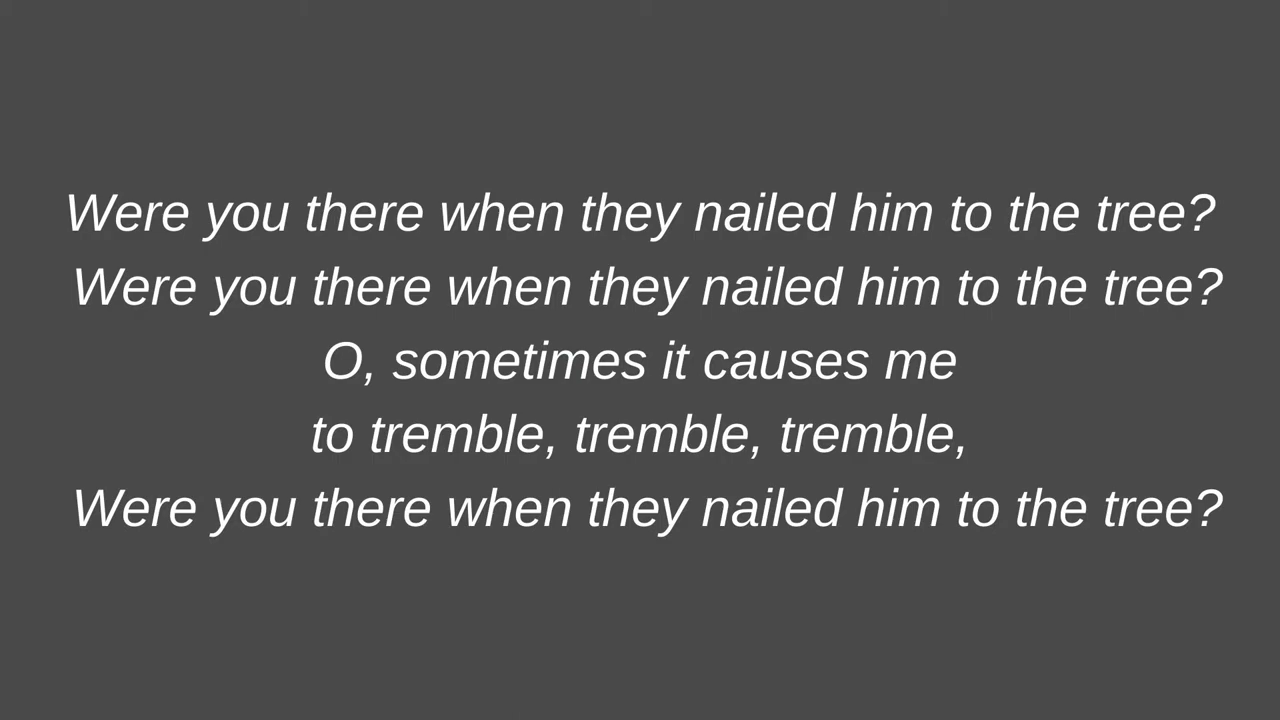 Were you there when they nailed him to the tree?
Were you there when they nailed him to the tree?
O, sometimes it causes me
to tremble, tremble, tremble,
Were you there when they nailed him to the tree?